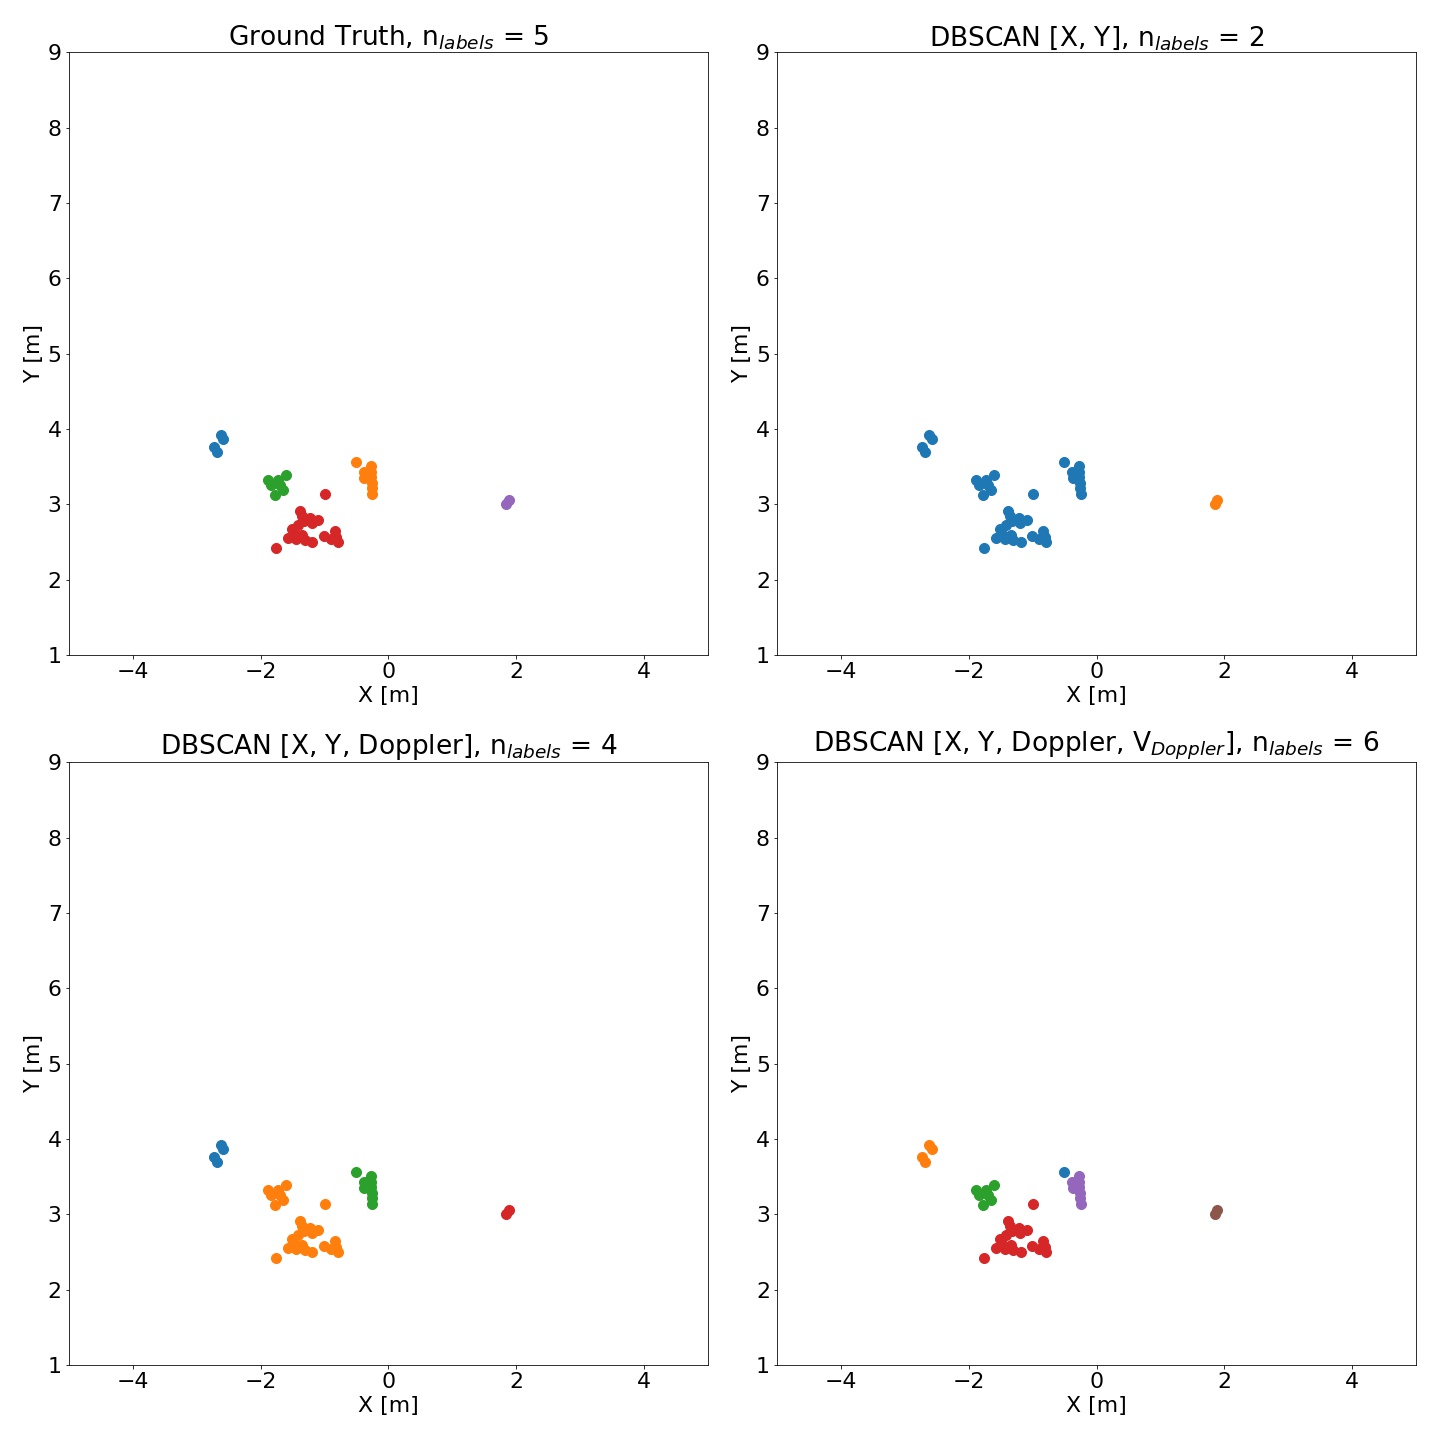 Ground Truth, n_labels = 5
9
8
7
6
5
4
3
2
1
Y [m]
−4 −2 0 2 4
X [m]
DBSCAN [X, Y], n_labels = 2
9
8
7
6
5
4
3
2
1
Y [m]
−4 −2 0 2 4
X [m]
DBSCAN [X, Y, Doppler], n_labels = 4
9
8
7
6
5
4
3
2
1
Y [m]
−4 −2 0 2 4
X [m]
DBSCAN [X, Y, Doppler, V_Doppler], n_labels = 6
9
8
7
6
5
4
3
2
1
Y [m]
−4 −2 0 2 4
X [m]